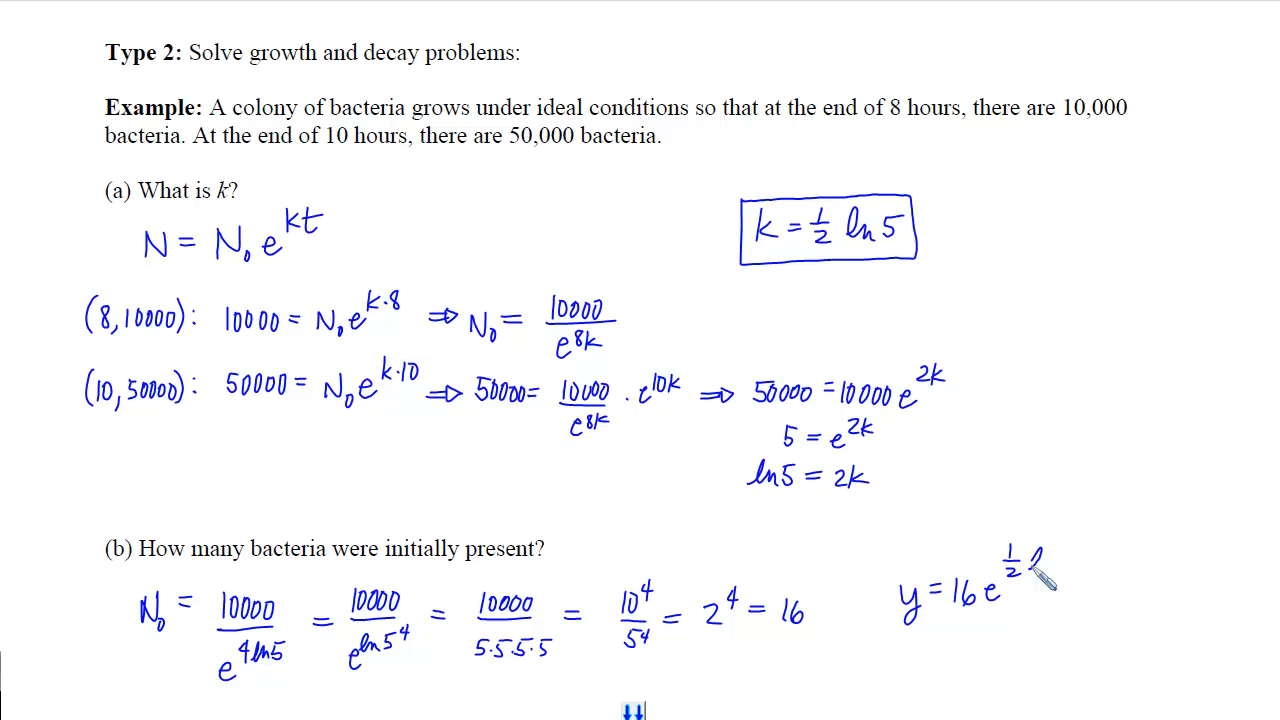 Type 2: Solve growth and decay problems:
Example: A colony of bacteria grows under ideal conditions so that at the end of 8 hours, there are 10,000
bacteria. At the end of 10 hours, there are 50,000 bacteria.
(a) What is k?
N = N₀ e^{kt}
k = 1/2 ln 5
(8, 10000): 10000 = N₀ e^{k·8} ⇒ N₀ = 10000/e^{8k}
(10, 50000): 50000 = N₀ e^{k·10} ⇒ 50000 = 10000/e^{8k} · e^{10k} ⇒ 50000 = 10000 e^{2k}
5 = e^{2k}
ln 5 = 2k
(b) How many bacteria were initially present?
N₀ = 10000/e^{4 ln 5} = 10000/e^{ln 5^4} = 10000/5·5·5·5 = 10^4/5^4 = 2^4 = 16
y = 16 e^{1/2